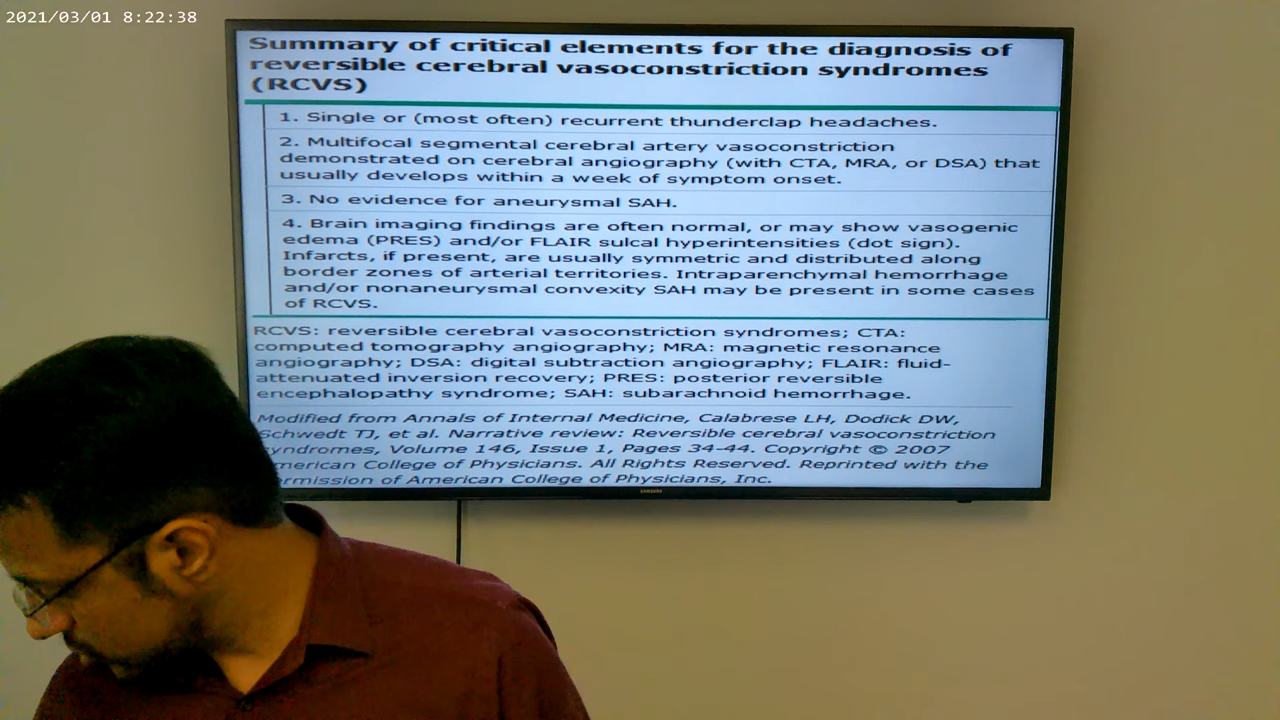 2021/03/01 8:22:38
Summary of critical elements for the diagnosis of
reversible cerebral vasoconstriction syndromes
(RCVS)
1. Single or (most often) recurrent thunderclap headaches.
2. Multifocal segmental cerebral artery vasoconstriction
demonstrated on cerebral angiography (with CTA, MRA, or DSA) that
usually develops within a week of symptom onset.
3. No evidence for aneurysmal SAH.
4. Brain imaging findings are often normal, or may show vasogenic
edema (PRES) and/or FLAIR sulcal hyperintensities (dot sign).
Infarcts, if present, are usually symmetric and distributed along
border zones of arterial territories. Intraparenchymal hemorrhage
and/or nonaneurysmal convexity SAH may be present in some cases
of RCVS.
RCVS: reversible cerebral vasoconstriction syndromes; CTA:
computed tomography angiography; MRA: magnetic resonance
angiography; DSA: digital subtraction angiography; FLAIR: fluid-
attenuated inversion recovery; PRES: posterior reversible
encephalopathy syndrome; SAH: subarachnoid hemorrhage.
Modified from Annals of Internal Medicine, Calabrese LH, Dodick DW,
Schwedt TJ, et al. Narrative review: Reversible cerebral vasoconstriction
yndromes, Volume 146, Issue 1, Pages 34-44. Copyright © 2007
merican College of Physicians. All Rights Reserved. Reprinted with the
rmission of American College of Physicians, Inc.
SAMSUNG